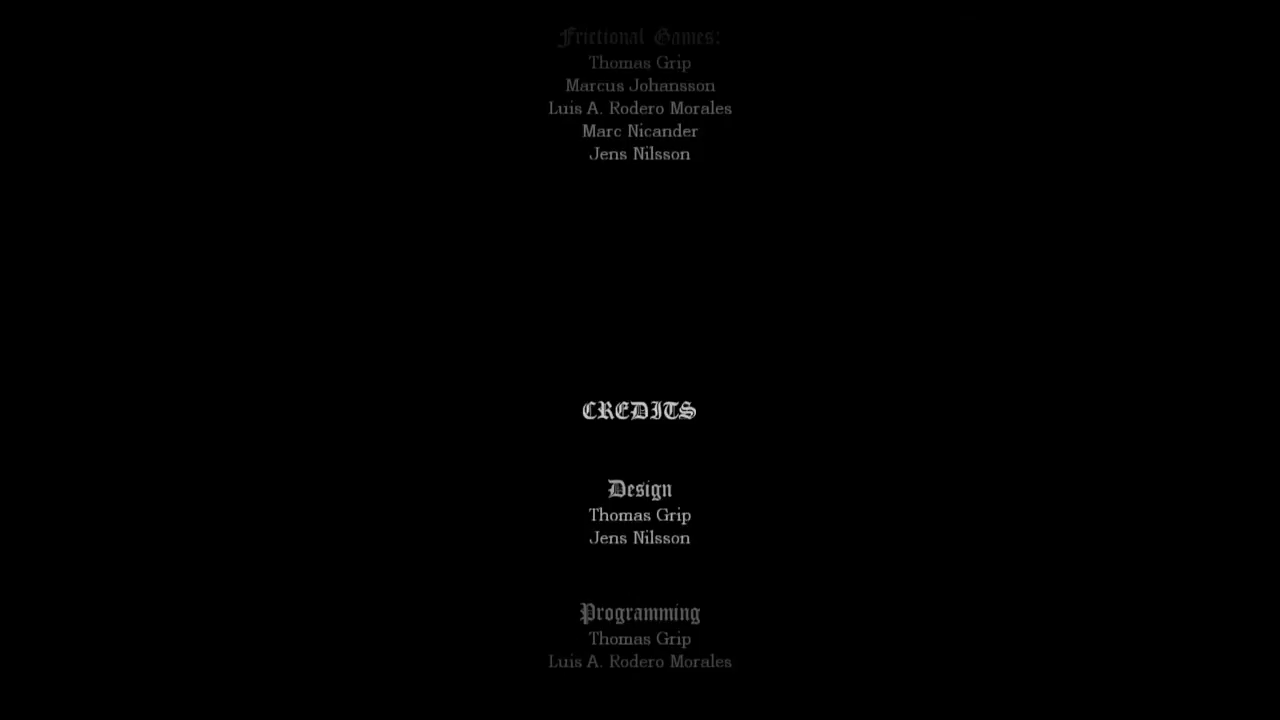 Frictional Games:
Thomas Grip
Marcus Johansson
Luis A. Rodero Morales
Marc Nicander
Jens Nilsson
CREDITS
Design
Thomas Grip
Jens Nilsson
Programming
Thomas Grip
Luis A. Rodero Morales